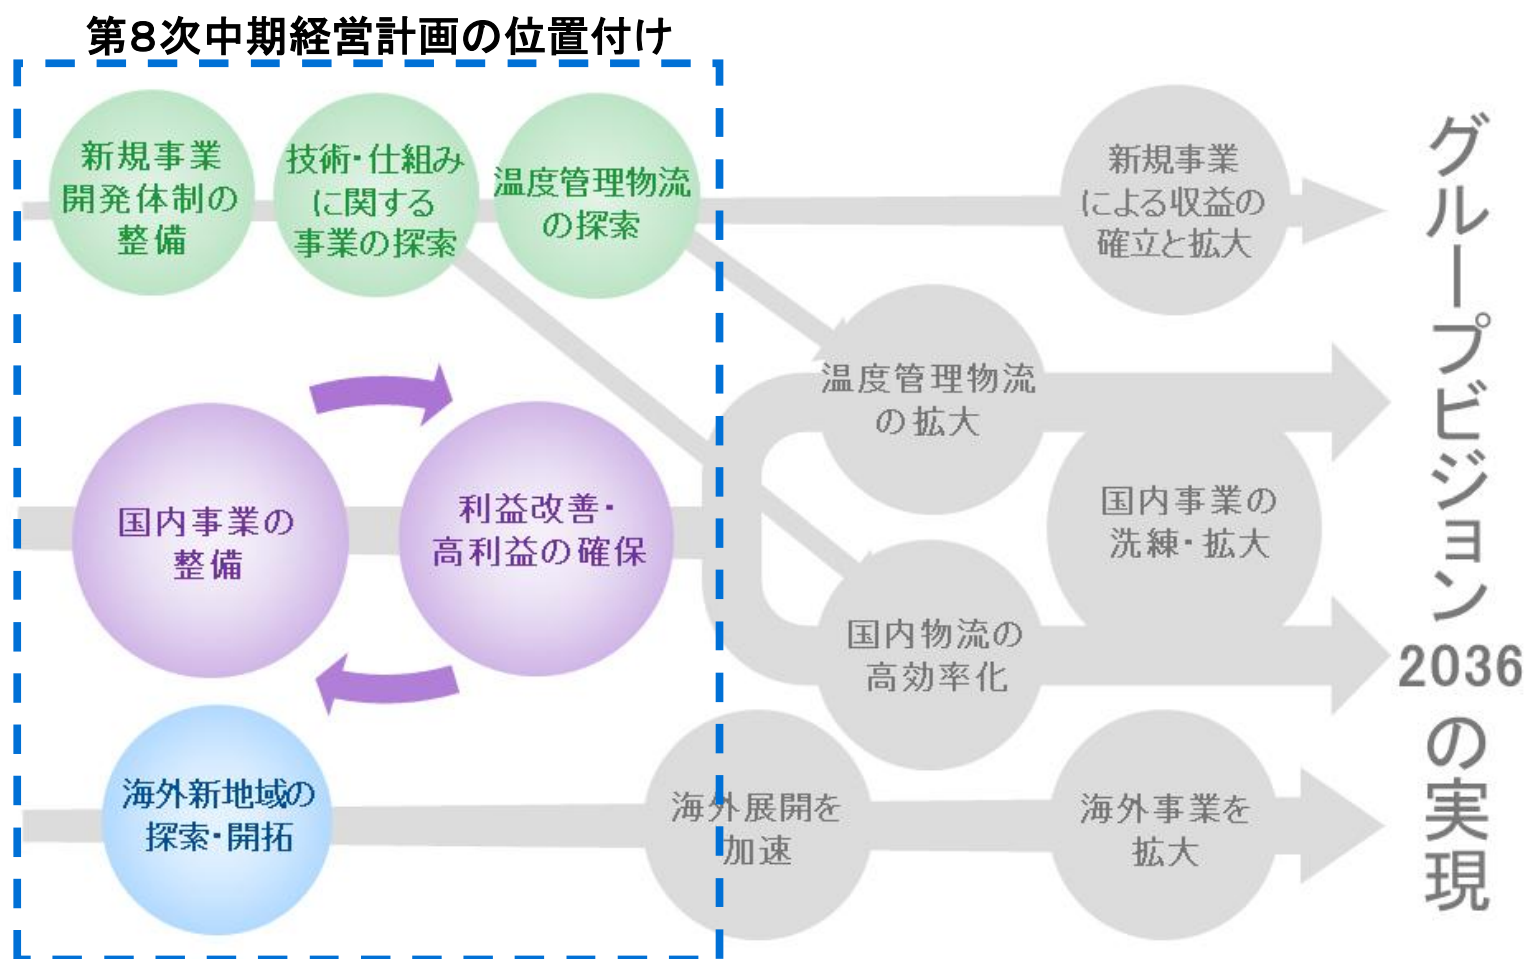 第8次中期経営計画の位置付け
新規事業
開発体制の
整備
技術・仕組み
に関する
事業の探索
温度管理物流
の探索
新規事業
による収益の
確立と拡大
温度管理物流
の拡大
国内事業の
整備
利益改善・
高利益の確保
国内事業の
洗練・拡大
国内物流の
高効率化
海外新地域の
探索・開拓
海外展開を
加速
海外事業を
拡大
グループビジョン2036の実現